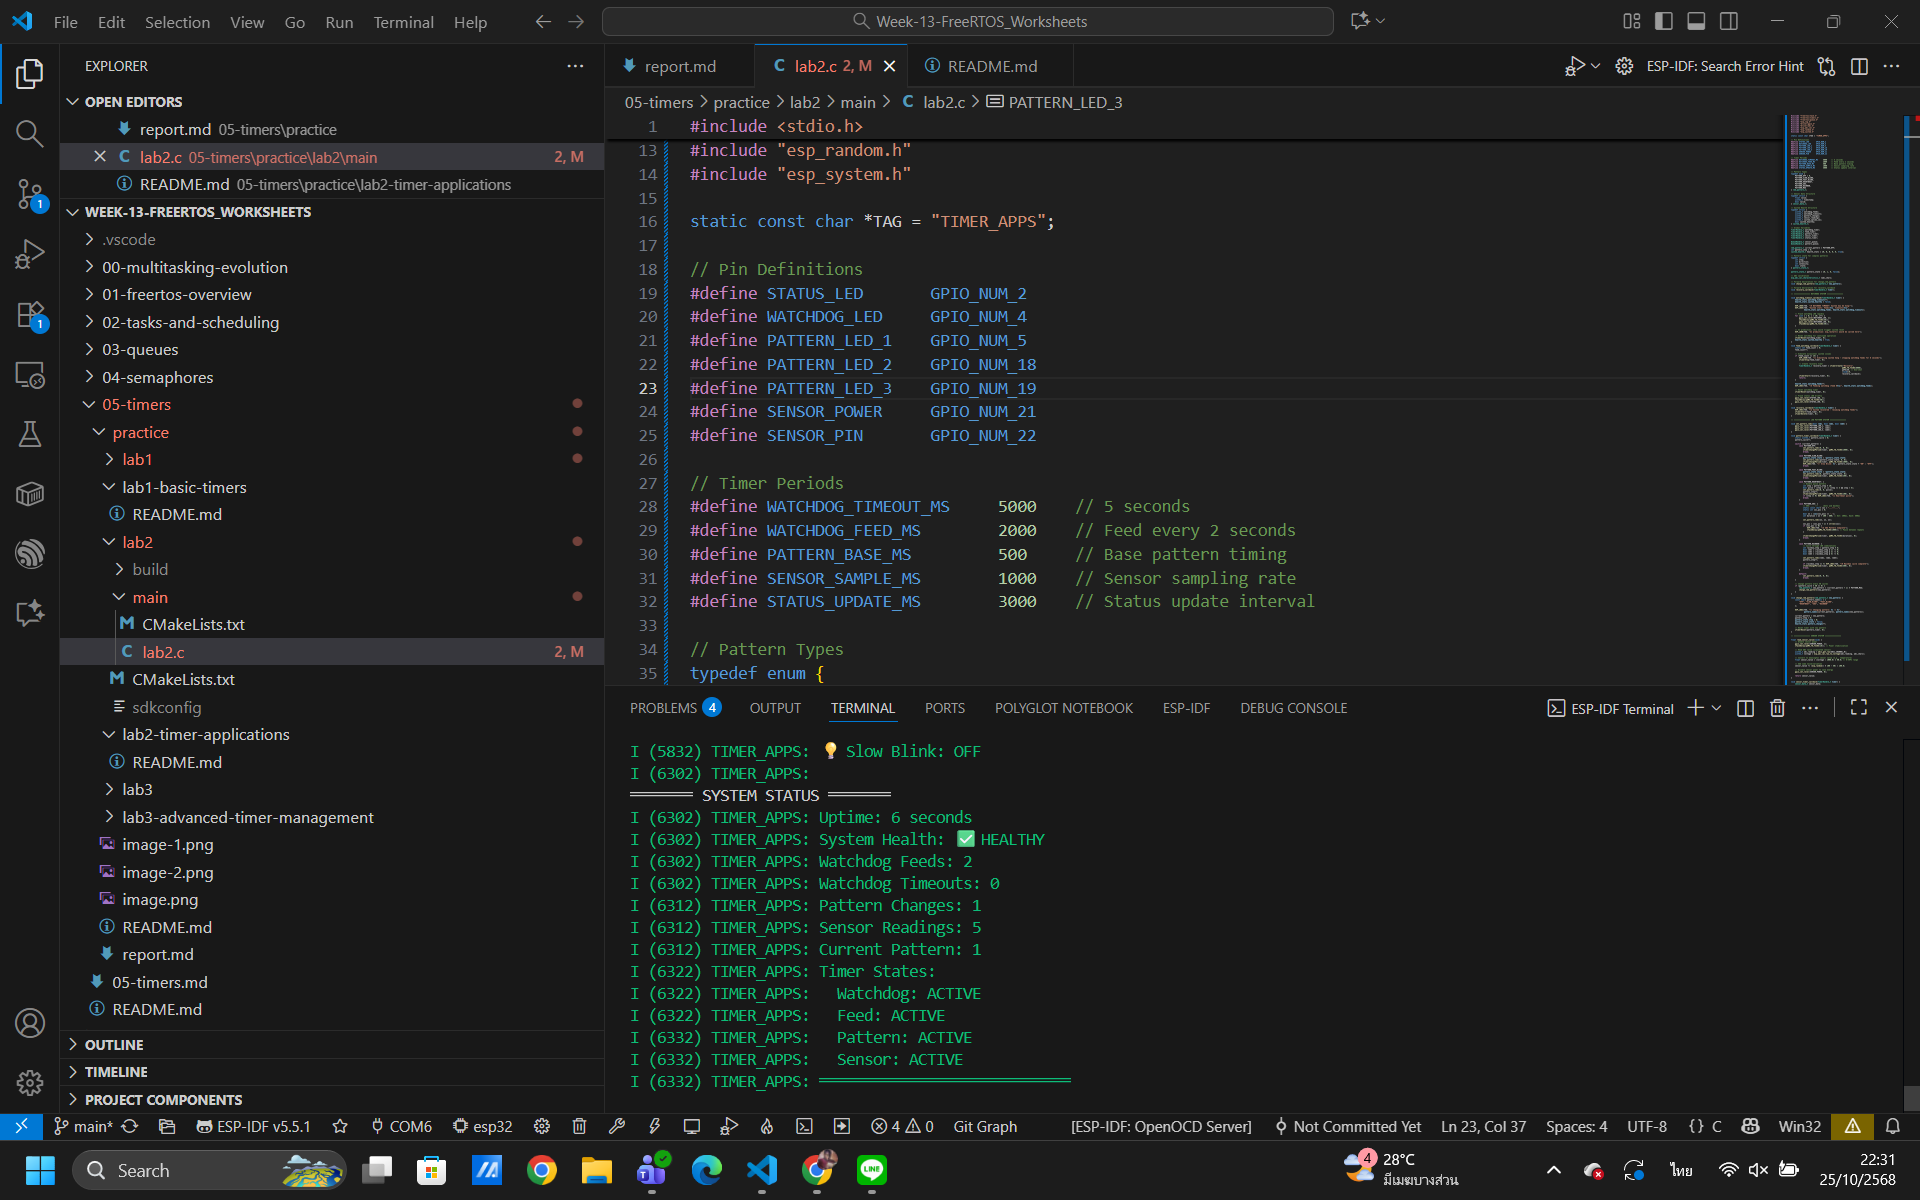 File Edit Selection View Go Run Terminal Help
Week-13-FreeRTOS_Worksheets
EXPLORER
OPEN EDITORS
report.md 05-timers\practice
lab2.c 05-timers\practice\lab2\main 2, M
README.md 05-timers\practice\lab2-timer-applications
WEEK-13-FREERTOS_WORKSHEETS
.vscode
00-multitasking-evolution
01-freertos-overview
02-tasks-and-scheduling
03-queues
04-semaphores
05-timers
practice
lab1
lab1-basic-timers
README.md
lab2
build
main
CMakeLists.txt
lab2.c 2, M
CMakeLists.txt
sdkconfig
lab2-timer-applications
README.md
lab3
lab3-advanced-timer-management
image-1.png
image-2.png
image.png
README.md
report.md
05-timers.md
README.md
OUTLINE
TIMELINE
PROJECT COMPONENTS
1
1
report.md
lab2.c 2, M
README.md
ESP-IDF: Search Error Hint
05-timers > practice > lab2 > main > C lab2.c > PATTERN_LED_3
1 #include <stdio.h>
13 #include "esp_random.h"
14 #include "esp_system.h"
15
16 static const char *TAG = "TIMER_APPS";
17
18 // Pin Definitions
19 #define STATUS_LED GPIO_NUM_2
20 #define WATCHDOG_LED GPIO_NUM_4
21 #define PATTERN_LED_1 GPIO_NUM_5
22 #define PATTERN_LED_2 GPIO_NUM_18
23 #define PATTERN_LED_3 GPIO_NUM_19
24 #define SENSOR_POWER GPIO_NUM_21
25 #define SENSOR_PIN GPIO_NUM_22
26
27 // Timer Periods
28 #define WATCHDOG_TIMEOUT_MS 5000 // 5 seconds
29 #define WATCHDOG_FEED_MS 2000 // Feed every 2 seconds
30 #define PATTERN_BASE_MS 500 // Base pattern timing
31 #define SENSOR_SAMPLE_MS 1000 // Sensor sampling rate
32 #define STATUS_UPDATE_MS 3000 // Status update interval
33
34 // Pattern Types
35 typedef enum {
PROBLEMS 4 OUTPUT TERMINAL PORTS POLYGLOT NOTEBOOK ESP-IDF DEBUG CONSOLE
ESP-IDF Terminal
I (5832) TIMER_APPS: 💡 Slow Blink: OFF
I (6302) TIMER_APPS:
═══════ SYSTEM STATUS ═══════
I (6302) TIMER_APPS: Uptime: 6 seconds
I (6302) TIMER_APPS: System Health: ✅ HEALTHY
I (6302) TIMER_APPS: Watchdog Feeds: 2
I (6302) TIMER_APPS: Watchdog Timeouts: 0
I (6312) TIMER_APPS: Pattern Changes: 1
I (6312) TIMER_APPS: Sensor Readings: 5
I (6312) TIMER_APPS: Current Pattern: 1
I (6322) TIMER_APPS: Timer States:
I (6322) TIMER_APPS: Watchdog: ACTIVE
I (6322) TIMER_APPS: Feed: ACTIVE
I (6332) TIMER_APPS: Pattern: ACTIVE
I (6332) TIMER_APPS: Sensor: ACTIVE
I (6332) TIMER_APPS: ════════════════════════════
main* ESP-IDF v5.5.1 COM6 esp32 4 0 Git Graph [ESP-IDF: OpenOCD Server] Not Committed Yet Ln 23, Col 37 Spaces: 4 UTF-8 {} C Win32
Search
4
28°C
มีเมฆบางส่วน
ไทย
22:31
25/10/2568